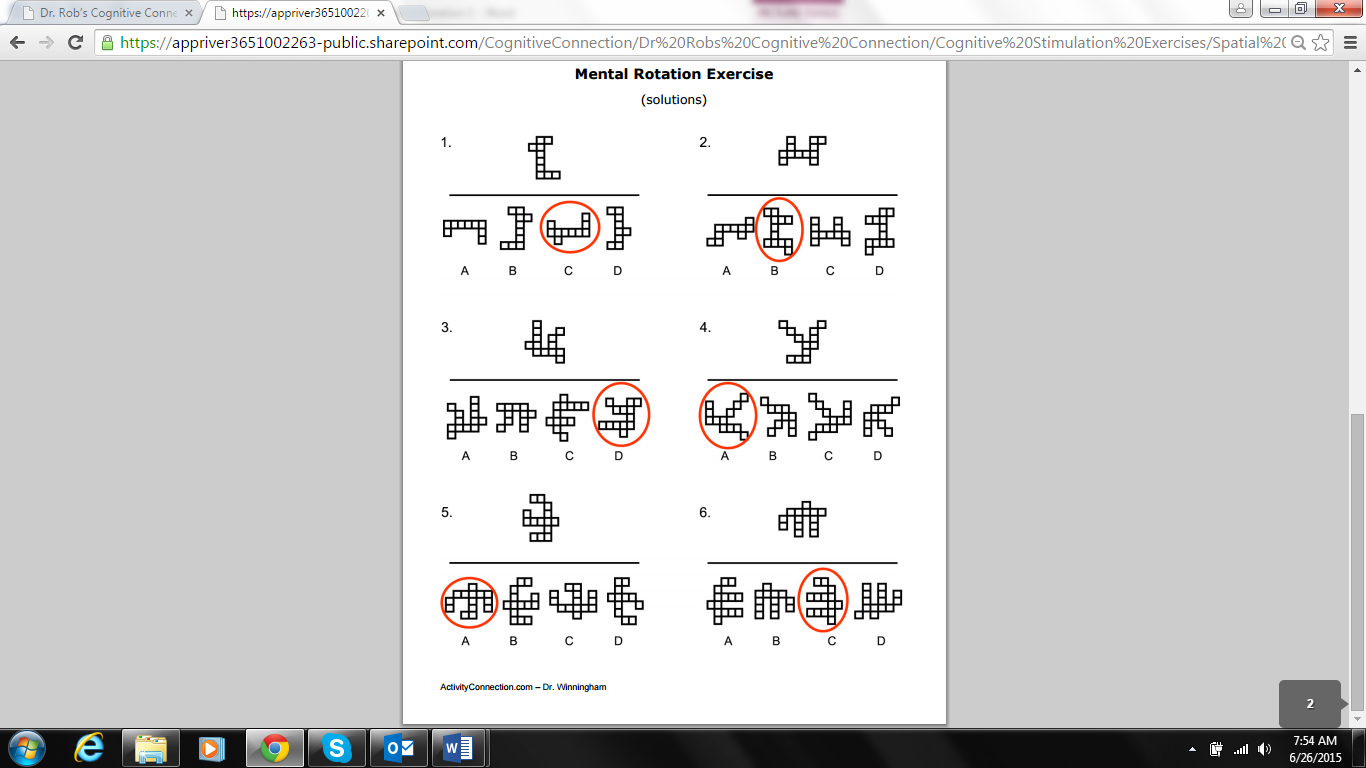 Dr. Rob's Cognitive Conne
https://appriver3651002263
https://appriver3651002263-public.sharepoint.com/CognitiveConnection/Dr%20Robs%20Cognitive%20Connection/Cognitive%20Stimulation%20Exercises/Spatial%20
Mental Rotation Exercise
(solutions)
1. 2.
A B C D A B C D
3. 4.
A B C D A B C D
5. 6.
A B C D A B C D
ActivityConnection.com – Dr. Winningham
2
7:54 AM
6/26/2015